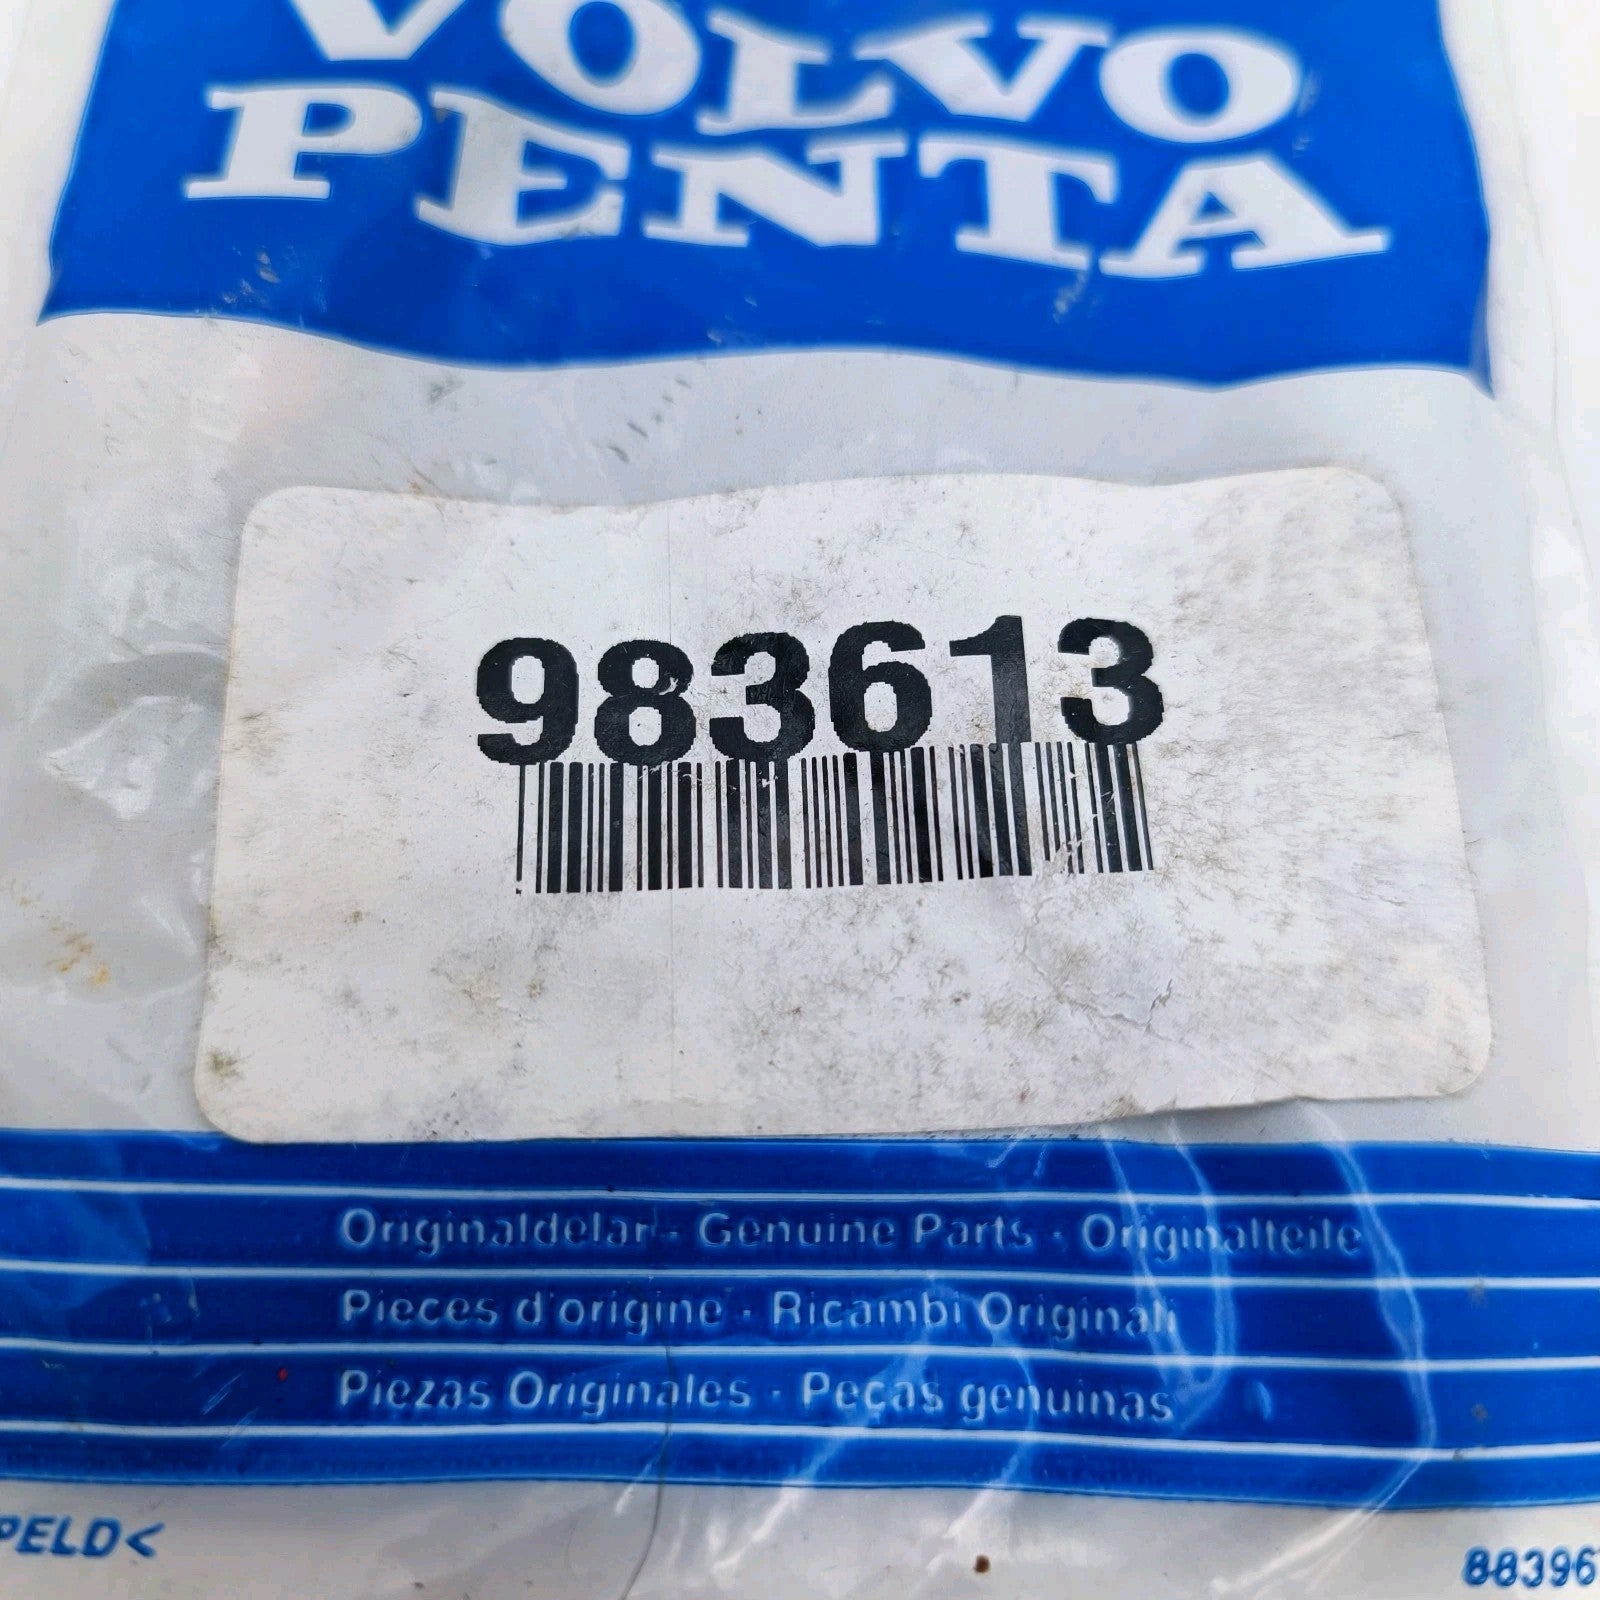 VOLVO
PENTA
983613
Originaldelar - Genuine Parts - Originalteile
Pieces d'origine - Ricambi Originali
Piezas Originales - Peças genuinas
PELD<
88396